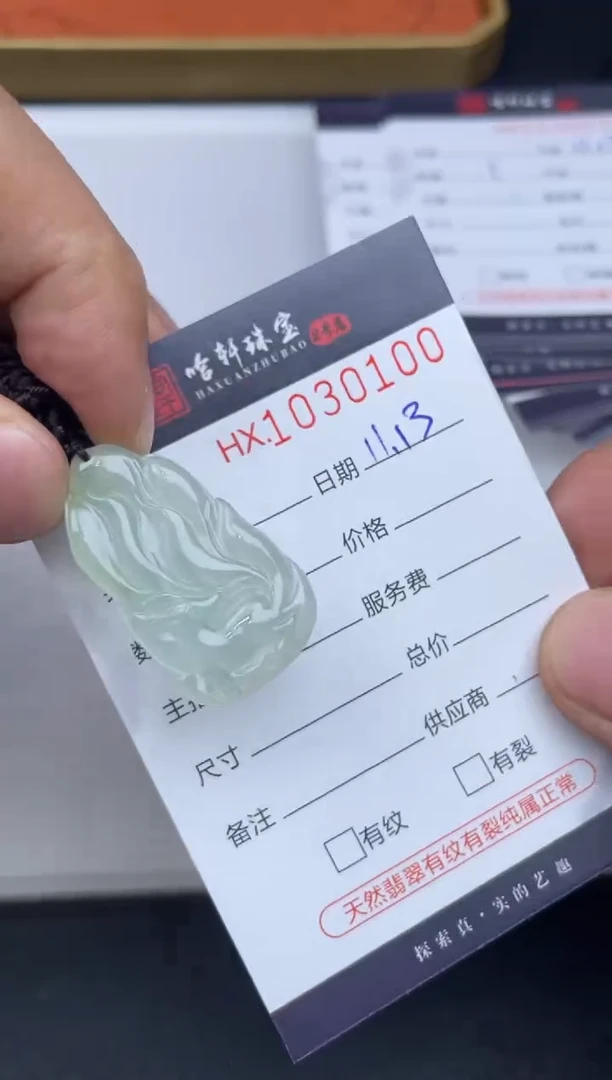 哈轩珠宝
HAXUANZHUBAO
HX.1030100
日期 11.13
价格
服务费
总价
尺寸
供应商
备注
有纹
有裂
天然翡翠有纹有裂纯属正常
探索真·实的艺趣